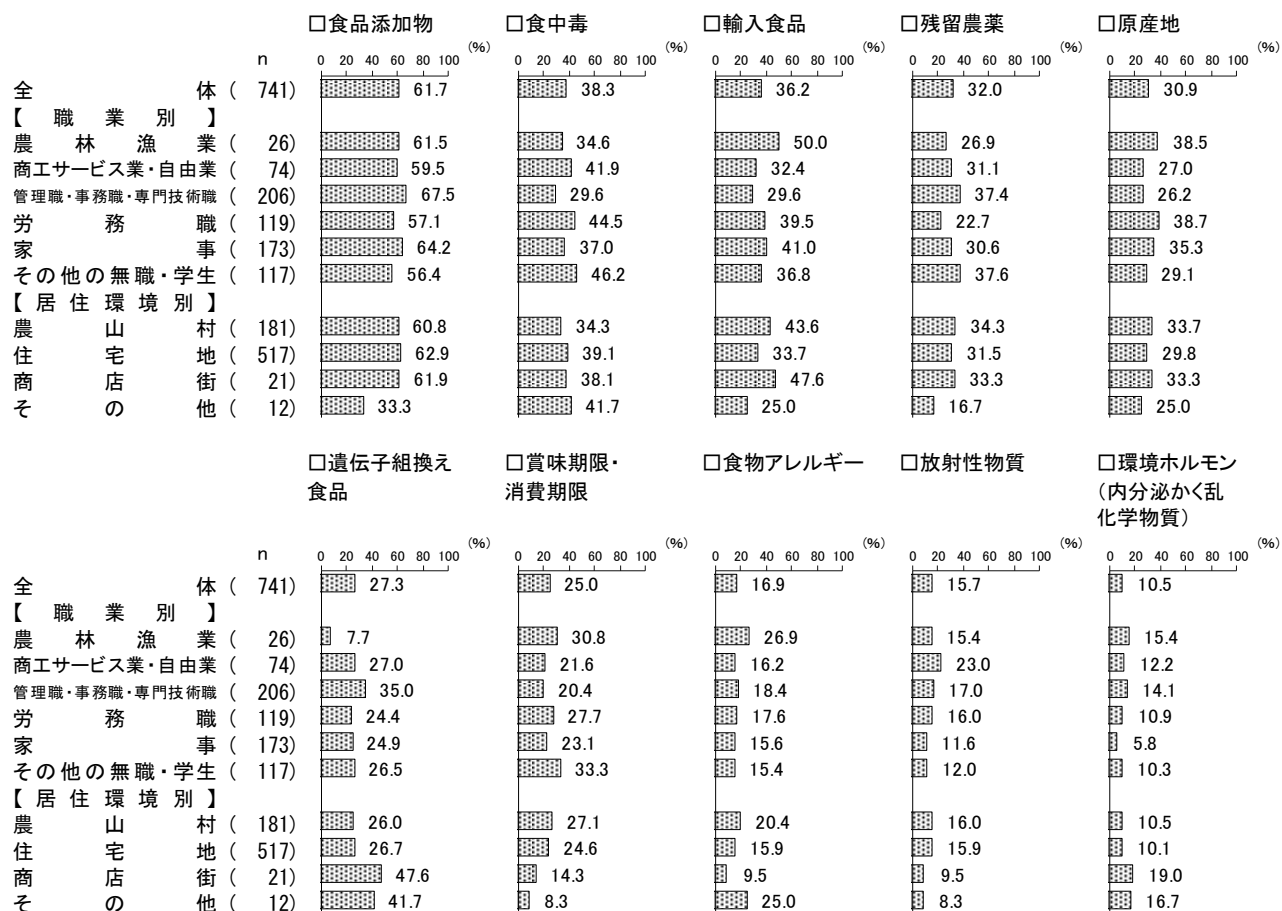 □食品添加物 □食中毒 □輸入食品 □残留農薬 □原産地
n 0 20 40 60 80 100 (%) 0 20 40 60 80 100 (%) 0 20 40 60 80 100 (%) 0 20 40 60 80 100 (%) 0 20 40 60 80 100 (%)
全体 ( 741) 61.7 38.3 36.2 32.0 30.9
【職業別】
農林漁業 ( 26) 61.5 34.6 50.0 26.9 38.5
商工サービス業・自由業 ( 74) 59.5 41.9 32.4 31.1 27.0
管理職・事務職・専門技術職 ( 206) 67.5 29.6 29.6 37.4 26.2
労務職 ( 119) 57.1 44.5 39.5 22.7 38.7
家事 ( 173) 64.2 37.0 41.0 30.6 35.3
その他の無職・学生 ( 117) 56.4 46.2 36.8 37.6 29.1
【居住環境別】
農山村 ( 181) 60.8 34.3 43.6 34.3 33.7
住宅地 ( 517) 62.9 39.1 33.7 31.5 29.8
商店街 ( 21) 61.9 38.1 47.6 33.3 33.3
その他 ( 12) 33.3 41.7 25.0 16.7 25.0
□遺伝子組換え □賞味期限・ □食物アレルギー □放射性物質 □環境ホルモン
食品 消費期限 （内分泌かく乱
化学物質）
n 0 20 40 60 80 100 (%) 0 20 40 60 80 100 (%) 0 20 40 60 80 100 (%) 0 20 40 60 80 100 (%) 0 20 40 60 80 100 (%)
全体 ( 741) 27.3 25.0 16.9 15.7 10.5
【職業別】
農林漁業 ( 26) 7.7 30.8 26.9 15.4 15.4
商工サービス業・自由業 ( 74) 27.0 21.6 16.2 23.0 12.2
管理職・事務職・専門技術職 ( 206) 35.0 20.4 18.4 17.0 14.1
労務職 ( 119) 24.4 27.7 17.6 16.0 10.9
家事 ( 173) 24.9 23.1 15.6 11.6 5.8
その他の無職・学生 ( 117) 26.5 33.3 15.4 12.0 10.3
【居住環境別】
農山村 ( 181) 26.0 27.1 20.4 16.0 10.5
住宅地 ( 517) 26.7 24.6 15.9 15.9 10.1
商店街 ( 21) 47.6 14.3 9.5 9.5 19.0
その他 ( 12) 41.7 8.3 25.0 8.3 16.7